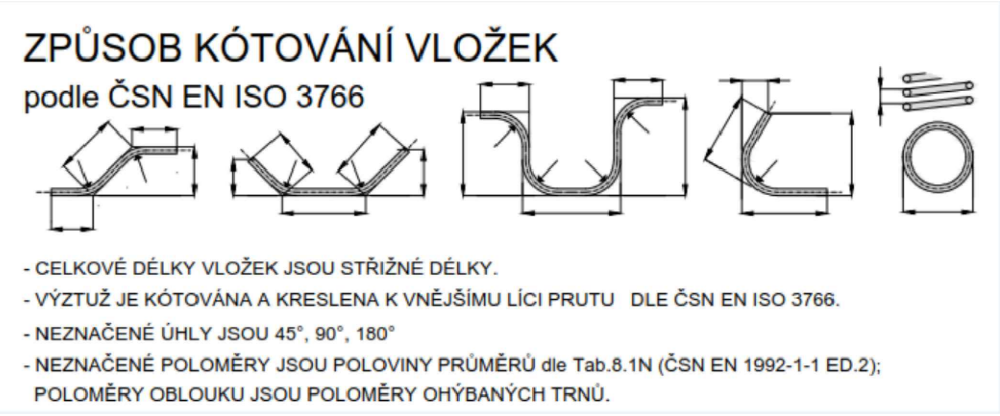 ZPŮSOB KÓTOVÁNÍ VLOŽEK
podle ČSN EN ISO 3766
- CELKOVÉ DÉLKY VLOŽEK JSOU STŘIŽNÉ DÉLKY.
- VÝZTUŽ JE KÓTOVÁNA A KRESLENA K VNĚJŠÍMU LÍCI PRUTU DLE ČSN EN ISO 3766.
- NEZNAČENÉ ÚHLY JSOU 45°, 90°, 180°
- NEZNAČENÉ POLOMĚRY JSOU POLOVINY PRŮMĚRŮ dle Tab.8.1N (ČSN EN 1992-1-1 ED.2);
POLOMĚRY OBLOUKU JSOU POLOMĚRY OHÝBANÝCH TRNŮ.